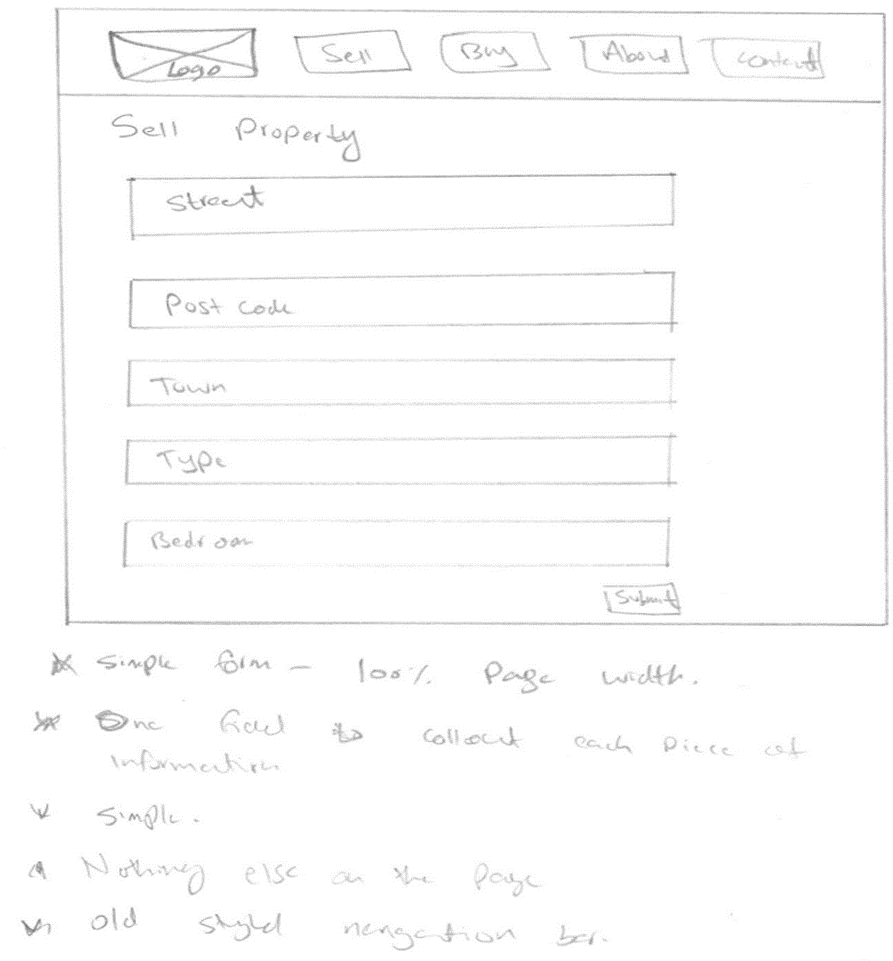 Logo Sell Buy About Contact
Sell Property
Street
Post code
Town
Type
Bedroom
Submit
* Simple form - 100% Page width.
* One field to collect each piece of
information
* Simple.
* Nothing else on the page
* old styled navigation bar.